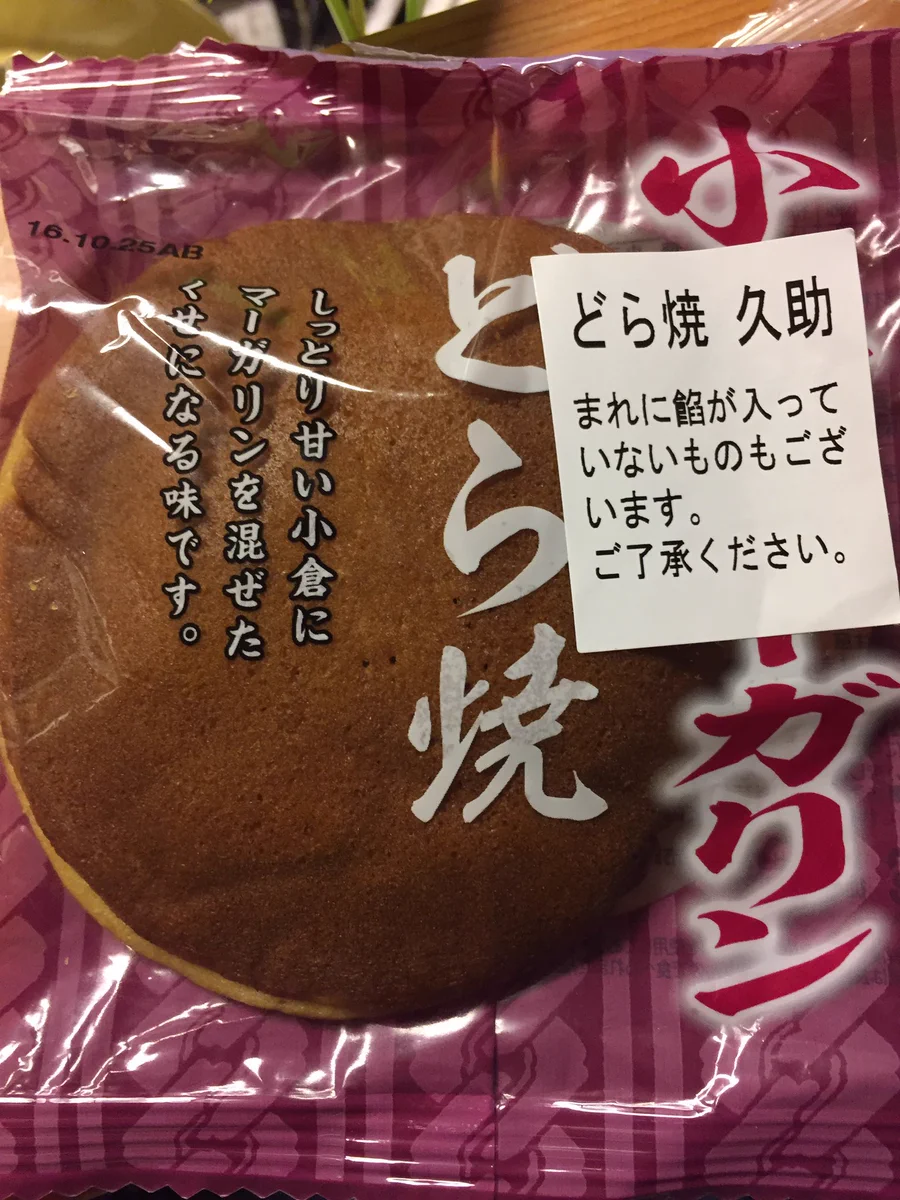 16.10.25AB
小
ーガリン
どら焼
しっとり甘い小倉に
マーガリンを混ぜた
くせになる味です。
どら焼 久助
まれに餡が入って
いないものもござ
います。
ご了承ください。